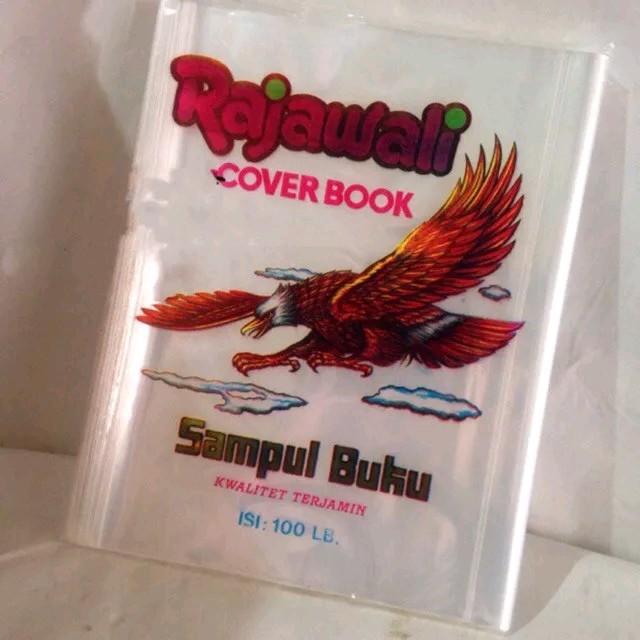 Rajawali
COVER BOOK
Sampul Buku
KWALITET TERJAMIN
ISI: 100 LB.